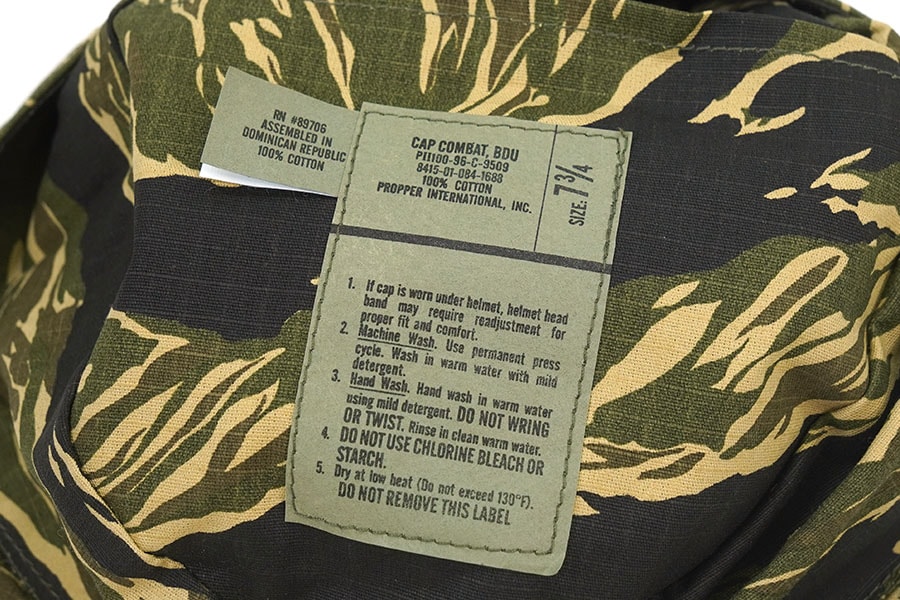 RN #89706
ASSEMBLED IN
DOMINICAN REPUBLIC
100% COTTON
CAP COMBAT, BDU
PII100-96-C-9509
8415-01-084-1688
100% COTTON
PROPPER INTERNATIONAL, INC.
SIZE: 7 3/4
1. If cap is worn under helmet, helmet head
band may require readjustment for
proper fit and comfort.
2. Machine Wash. Use permanent press
cycle. Wash in warm water with mild
detergent.
3. Hand Wash. Hand wash in warm water
using mild detergent. DO NOT WRING
OR TWIST. Rinse in clean warm water.
4. DO NOT USE CHLORINE BLEACH OR
STARCH.
5. Dry at low heat (Do not exceed 130°F).
DO NOT REMOVE THIS LABEL